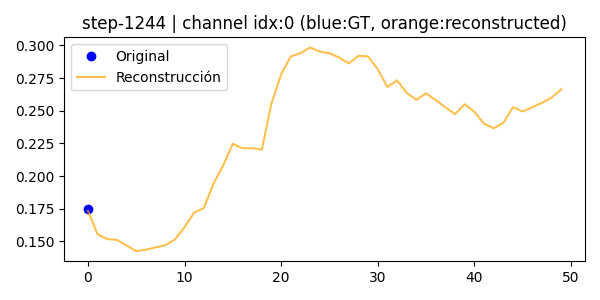 step-1244 | channel idx:0 (blue:GT, orange:reconstructed)
Original
Reconstrucción
0.300
0.275
0.250
0.225
0.200
0.175
0.150
0 10 20 30 40 50